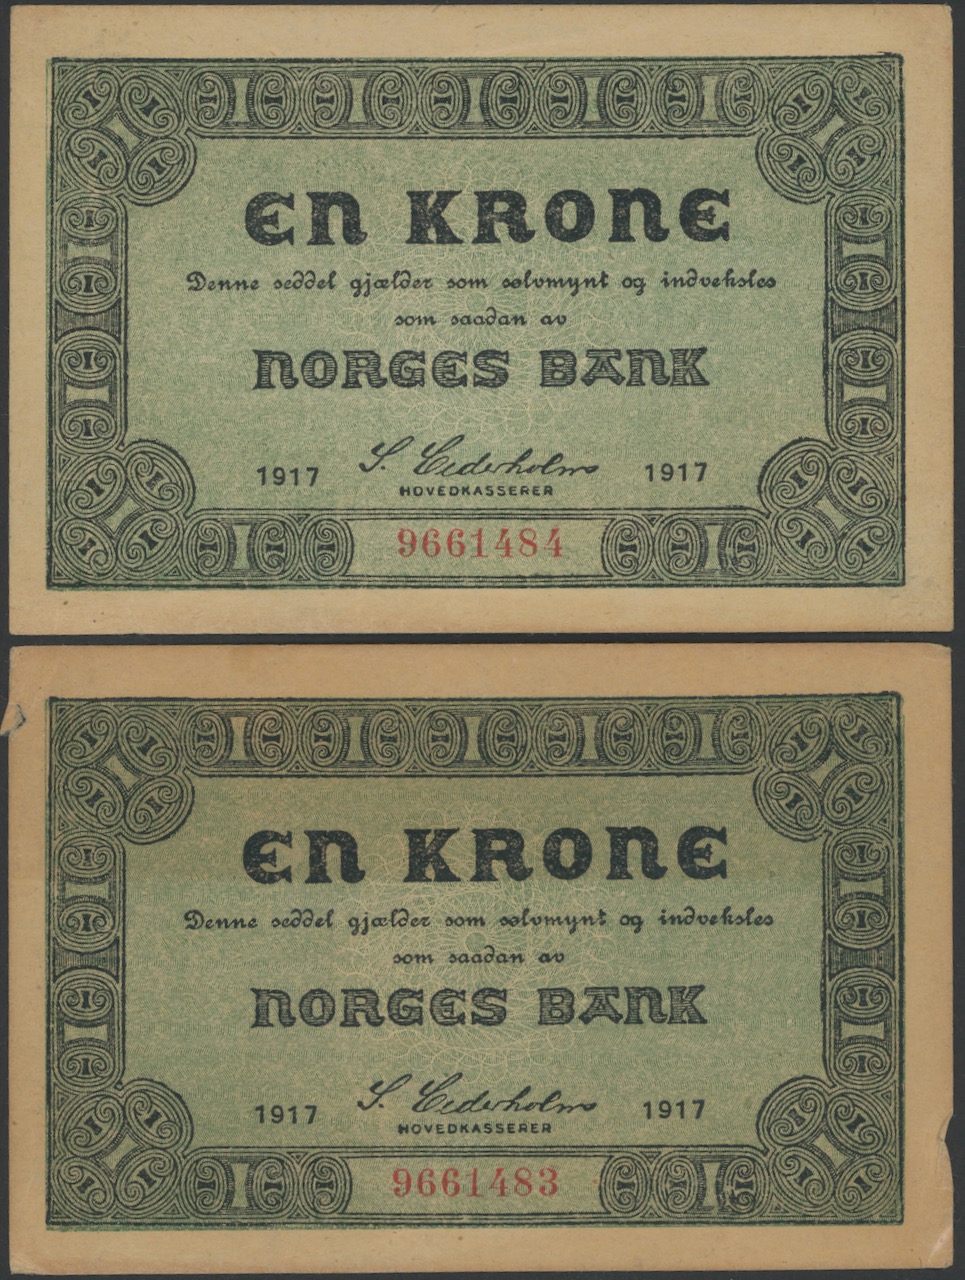 EN KRONE
Denne seddel gjælder som sølvmynt og indveksles
som saadan av
NORGES BANK
1917 S. Cederholm 1917
HOVEDKASSERER
9661484
EN KRONE
Denne seddel gjælder som sølvmynt og indveksles
som saadan av
NORGES BANK
1917 S. Cederholm 1917
HOVEDKASSERER
9661483